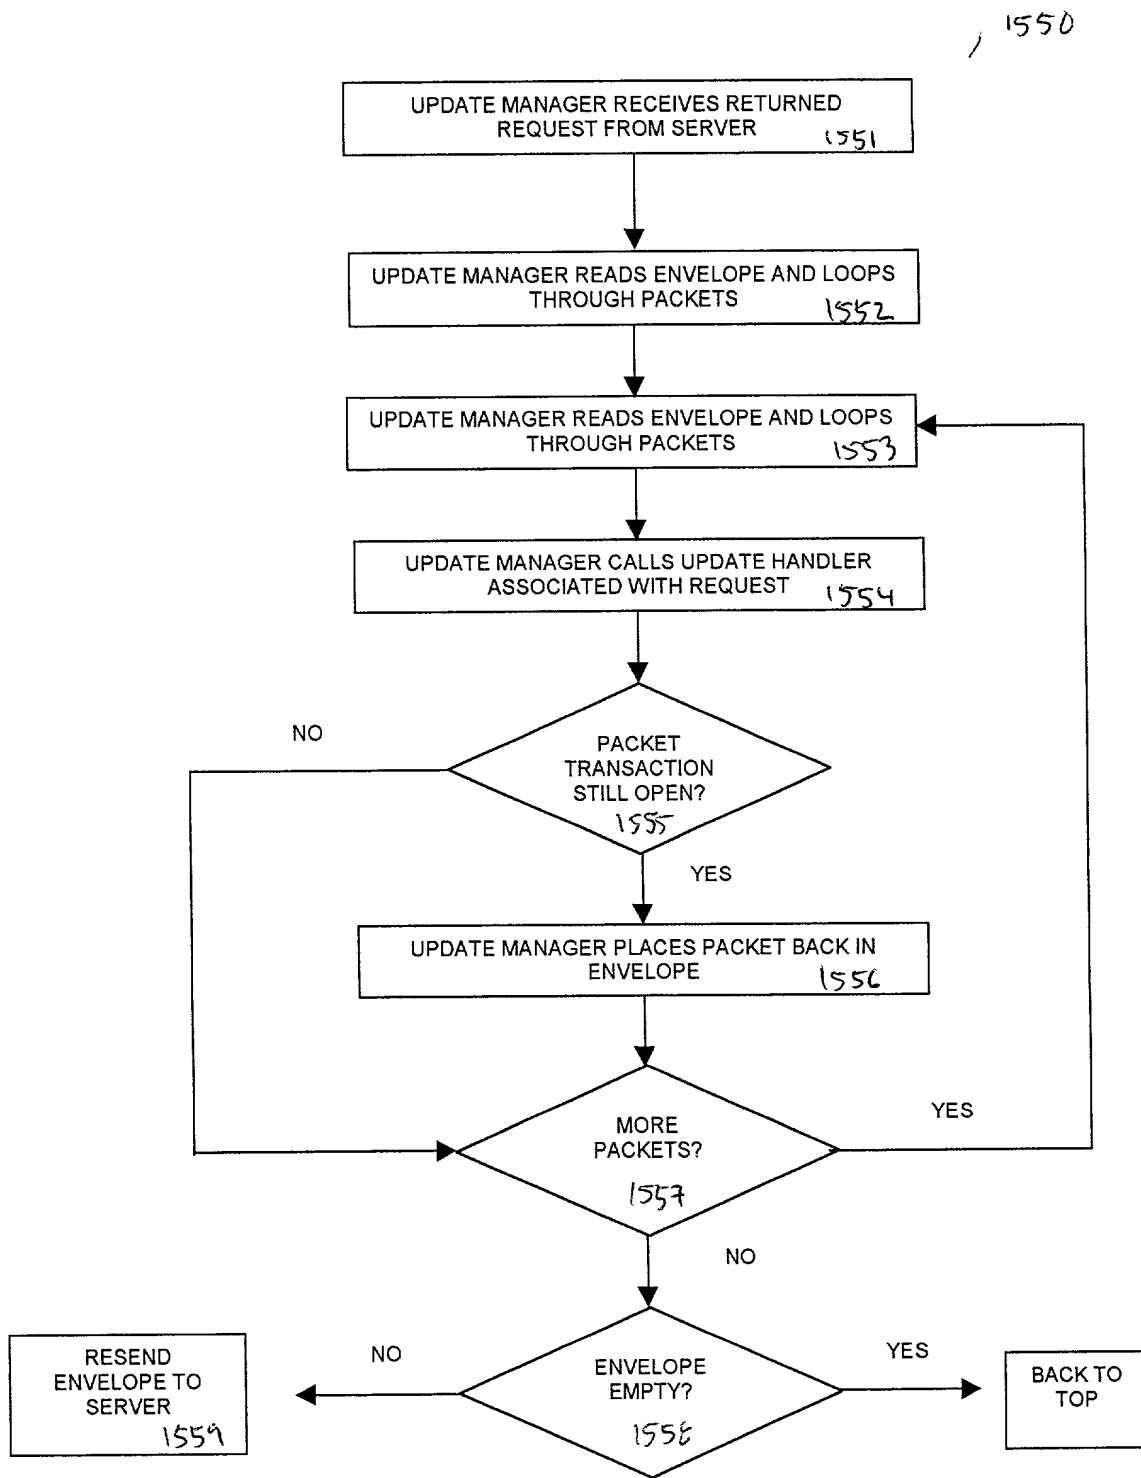 1550
UPDATE MANAGER RECEIVES RETURNED
REQUEST FROM SERVER
1551
UPDATE MANAGER READS ENVELOPE AND LOOPS
THROUGH PACKETS
1552
UPDATE MANAGER READS ENVELOPE AND LOOPS
THROUGH PACKETS
1553
UPDATE MANAGER CALLS UPDATE HANDLER
ASSOCIATED WITH REQUEST
1554
NO
PACKET
TRANSACTION
STILL OPEN?
1555
YES
UPDATE MANAGER PLACES PACKET BACK IN
ENVELOPE
1556
MORE
PACKETS?
1557
YES
NO
RESEND
ENVELOPE TO
SERVER
1559
NO
ENVELOPE
EMPTY?
1558
YES
BACK TO
TOP